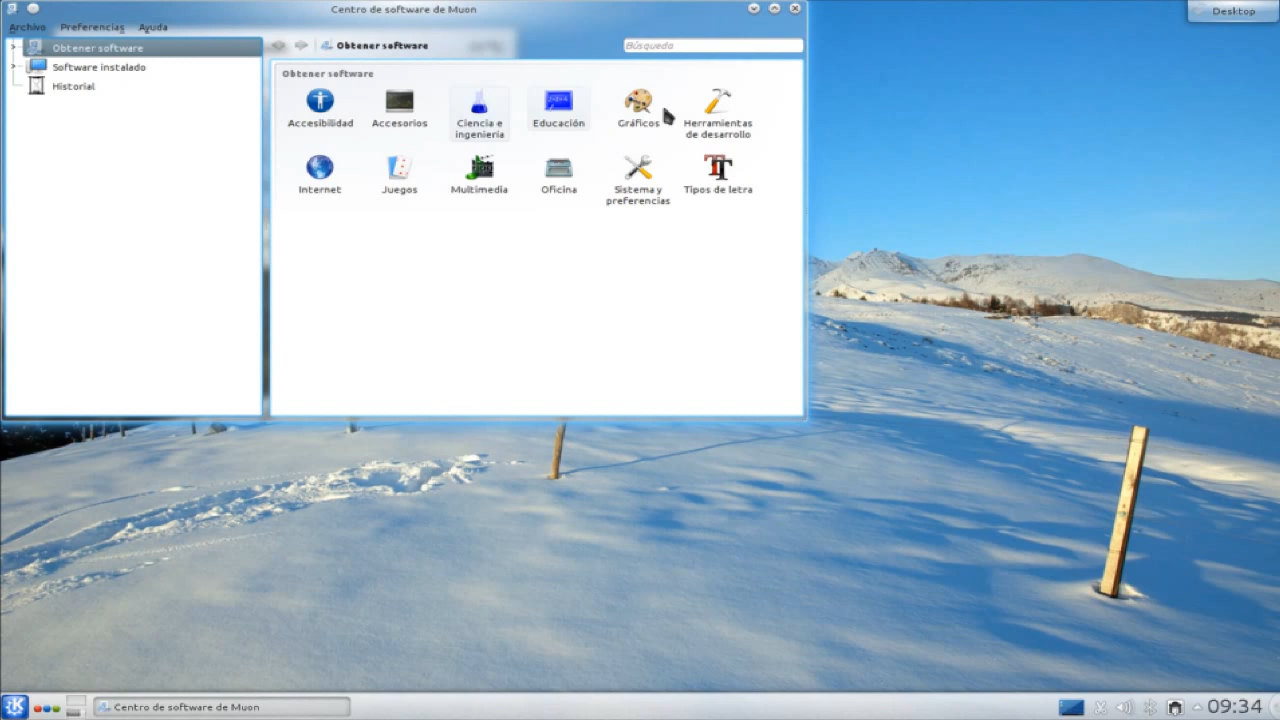 Centro de software de Muon
Desktop
Archivo Preferencias Ayuda
Obtener software
Software instalado
Historial
Obtener software
Búsqueda
Obtener software
Accesibilidad
Accesorios
Ciencia e
ingeniería
Educación
Gráficos
Herramientas
de desarrollo
Internet
Juegos
Multimedia
Oficina
Sistema y
preferencias
Tipos de letra
Centro de software de Muon
09:34